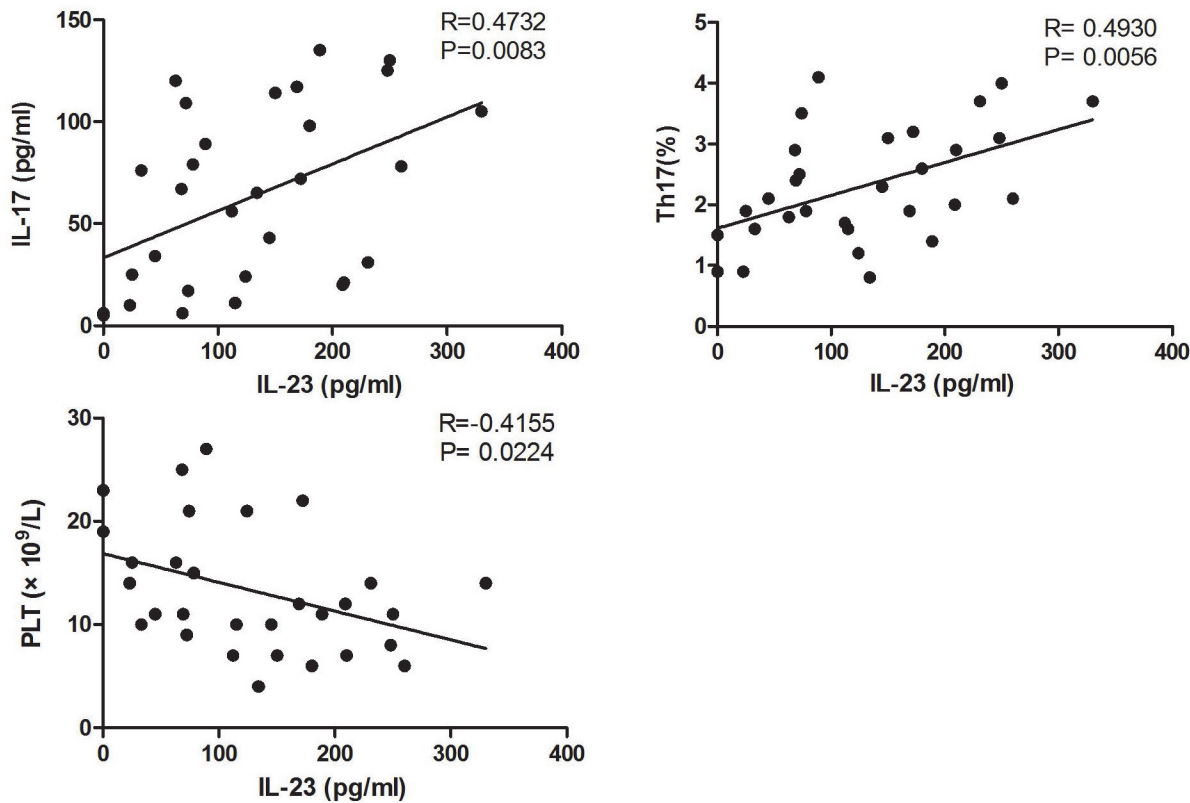 R=0.4732
P=0.0083
IL-17 (pg/ml)
150
100
50
0
0 100 200 300 400
IL-23 (pg/ml)
R= 0.4930
P= 0.0056
Th17(%)
5
4
3
2
1
0
0 100 200 300 400
IL-23 (pg/ml)
R=-0.4155
P= 0.0224
PLT (× 10⁹/L)
30
20
10
0
0 100 200 300 400
IL-23 (pg/ml)